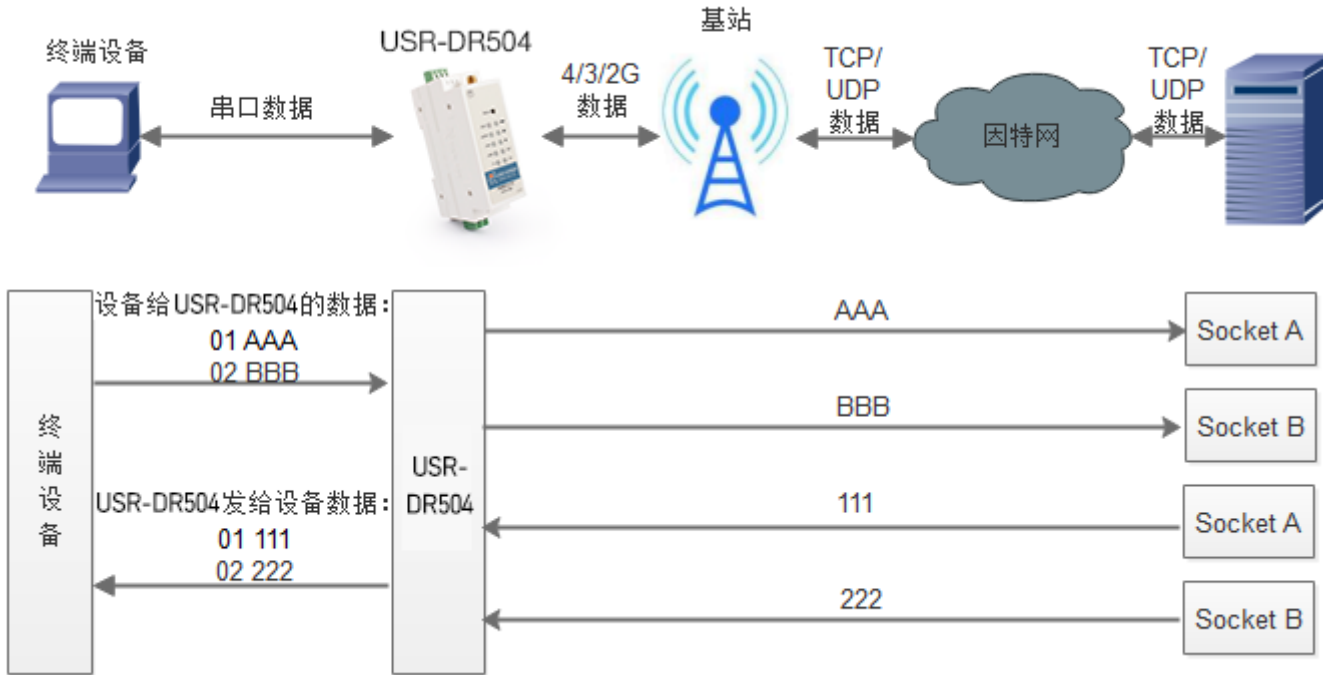 终端设备
USR-DR504
基站
串口数据
4/3/2G
数据
TCP/
UDP
数据
因特网
TCP/
UDP
数据
设备给USR-DR504的数据：
01 AAA
02 BBB
AAA
Socket A
BBB
Socket B
终
端
设
备
USR-
DR504
USR-DR504发给设备数据：
01 111
02 222
111
Socket A
222
Socket B